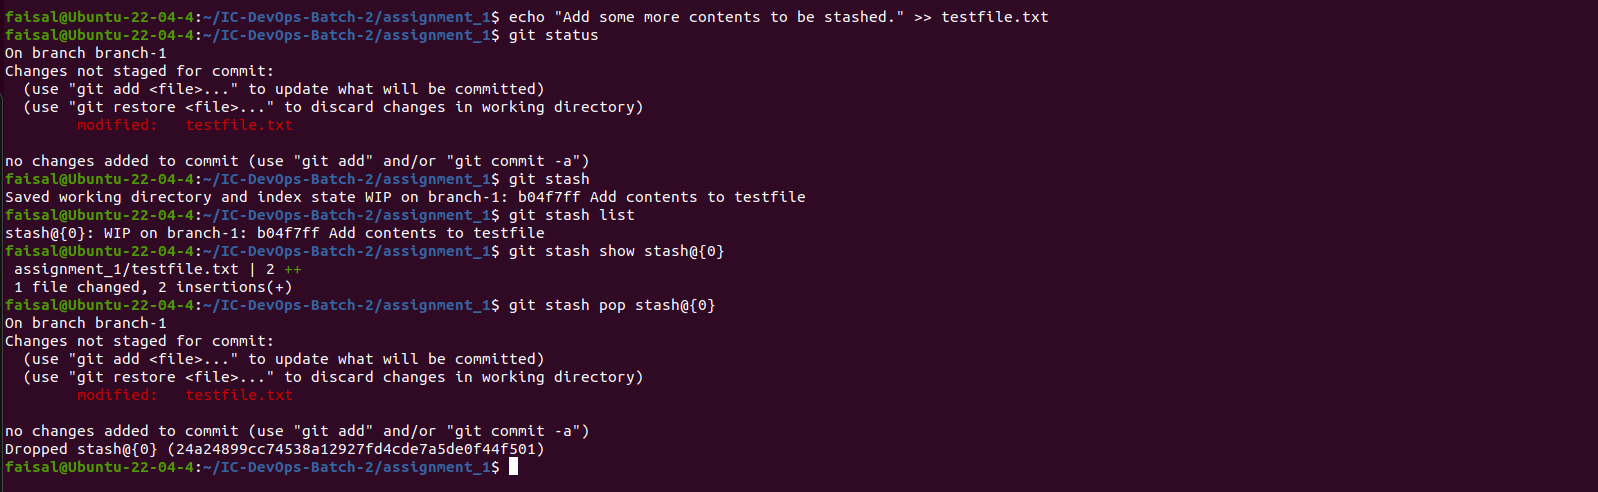 faisal@Ubuntu-22-04-4:~/IC-DevOps-Batch-2/assignment_1$ echo "Add some more contents to be stashed." >> testfile.txt
faisal@Ubuntu-22-04-4:~/IC-DevOps-Batch-2/assignment_1$ git status
On branch branch-1
Changes not staged for commit:
  (use "git add <file>..." to update what will be committed)
  (use "git restore <file>..." to discard changes in working directory)
        modified:   testfile.txt

no changes added to commit (use "git add" and/or "git commit -a")
faisal@Ubuntu-22-04-4:~/IC-DevOps-Batch-2/assignment_1$ git stash
Saved working directory and index state WIP on branch-1: b04f7ff Add contents to testfile
faisal@Ubuntu-22-04-4:~/IC-DevOps-Batch-2/assignment_1$ git stash list
stash@{0}: WIP on branch-1: b04f7ff Add contents to testfile
faisal@Ubuntu-22-04-4:~/IC-DevOps-Batch-2/assignment_1$ git stash show stash@{0}
 assignment_1/testfile.txt | 2 ++
 1 file changed, 2 insertions(+)
faisal@Ubuntu-22-04-4:~/IC-DevOps-Batch-2/assignment_1$ git stash pop stash@{0}
On branch branch-1
Changes not staged for commit:
  (use "git add <file>..." to update what will be committed)
  (use "git restore <file>..." to discard changes in working directory)
        modified:   testfile.txt

no changes added to commit (use "git add" and/or "git commit -a")
Dropped stash@{0} (24a24899cc74538a12927fd4cde7a5de0f44f501)
faisal@Ubuntu-22-04-4:~/IC-DevOps-Batch-2/assignment_1$